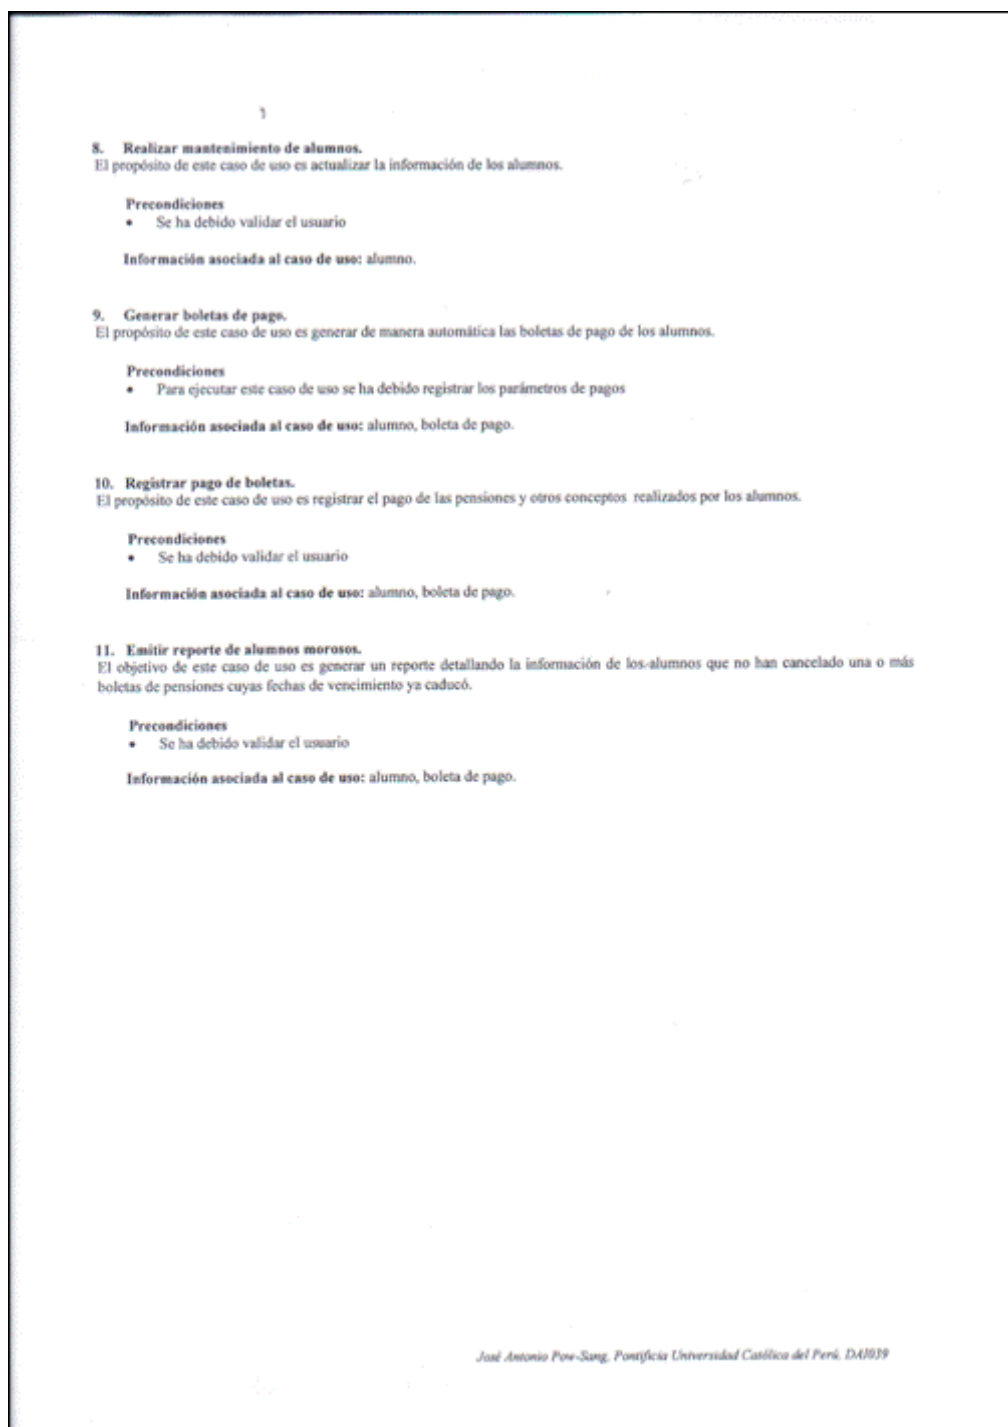 8. Realizar mantenimiento de alumnos.
El propósito de este caso de uso es actualizar la información de los alumnos.
Precondiciones
• Se ha debido validar el usuario
Información asociada al caso de uso: alumno.
9. Generar boletas de pago.
El propósito de este caso de uso es generar de manera automática las boletas de pago de los alumnos.
Precondiciones
• Para ejecutar este caso de uso se ha debido registrar los parámetros de pagos
Información asociada al caso de uso: alumno, boleta de pago.
10. Registrar pago de boletas.
El propósito de este caso de uso es registrar el pago de las pensiones y otros conceptos realizados por los alumnos.
Precondiciones
• Se ha debido validar el usuario
Información asociada al caso de uso: alumno, boleta de pago.
11. Emitir reporte de alumnos morosos.
El objetivo de este caso de uso es generar un reporte detallando la información de los alumnos que no han cancelado una o más
boletas de pensiones cuyas fechas de vencimiento ya caducó.
Precondiciones
• Se ha debido validar el usuario
Información asociada al caso de uso: alumno, boleta de pago.
José Antonio Pow-Sang, Pontificia Universidad Católica del Perú, DAI039